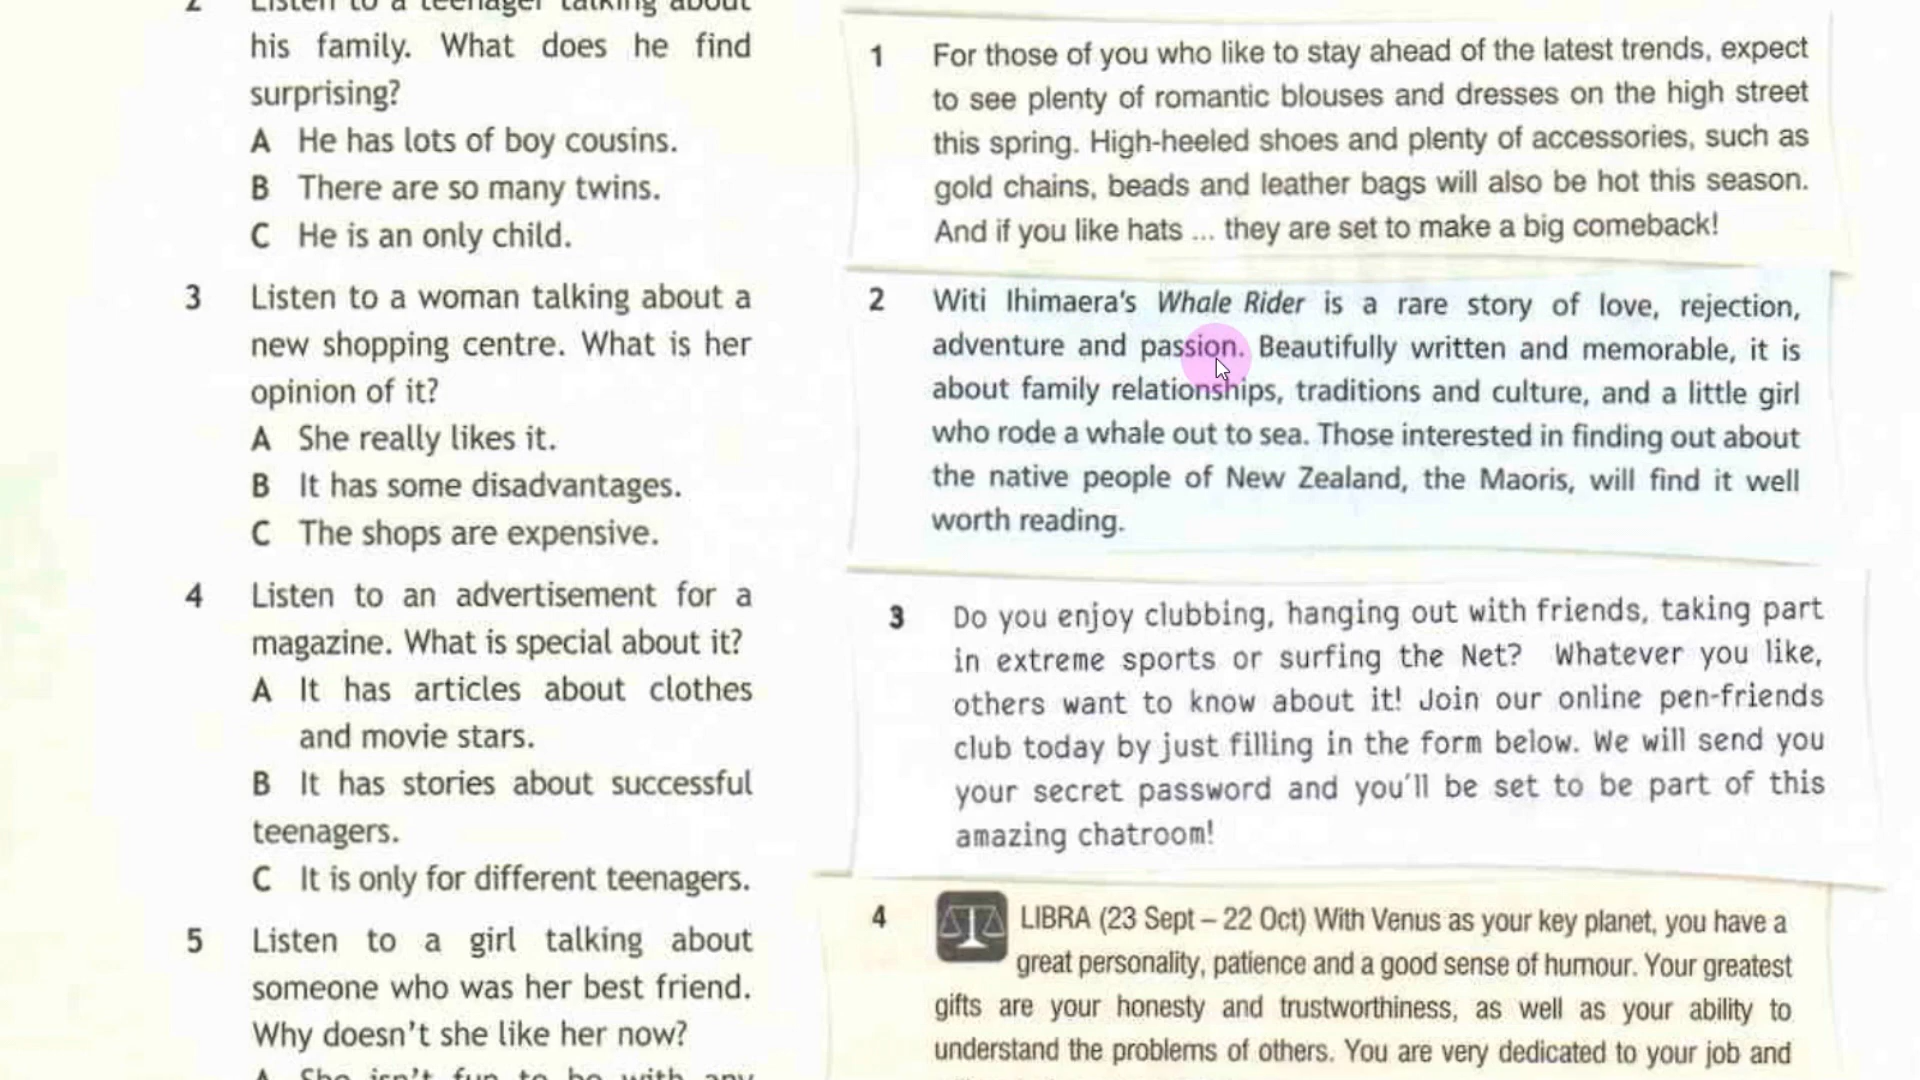 2 Listen to a teenager talking about
his family. What does he find
surprising?
A He has lots of boy cousins.
B There are so many twins.
C He is an only child.
3 Listen to a woman talking about a
new shopping centre. What is her
opinion of it?
A She really likes it.
B It has some disadvantages.
C The shops are expensive.
4 Listen to an advertisement for a
magazine. What is special about it?
A It has articles about clothes
and movie stars.
B It has stories about successful
teenagers.
C It is only for different teenagers.
5 Listen to a girl talking about
someone who was her best friend.
Why doesn't she like her now?
A She isn't fun to be with any
1 For those of you who like to stay ahead of the latest trends, expect
to see plenty of romantic blouses and dresses on the high street
this spring. High-heeled shoes and plenty of accessories, such as
gold chains, beads and leather bags will also be hot this season.
And if you like hats ... they are set to make a big comeback!
2 Witi Ihimaera's Whale Rider is a rare story of love, rejection,
adventure and passion. Beautifully written and memorable, it is
about family relationships, traditions and culture, and a little girl
who rode a whale out to sea. Those interested in finding out about
the native people of New Zealand, the Maoris, will find it well
worth reading.
3 Do you enjoy clubbing, hanging out with friends, taking part
in extreme sports or surfing the Net? Whatever you like,
others want to know about it! Join our online pen-friends
club today by just filling in the form below. We will send you
your secret password and you'll be set to be part of this
amazing chatroom!
4 LIBRA (23 Sept – 22 Oct) With Venus as your key planet, you have a
great personality, patience and a good sense of humour. Your greatest
gifts are your honesty and trustworthiness, as well as your ability to
understand the problems of others. You are very dedicated to your job and